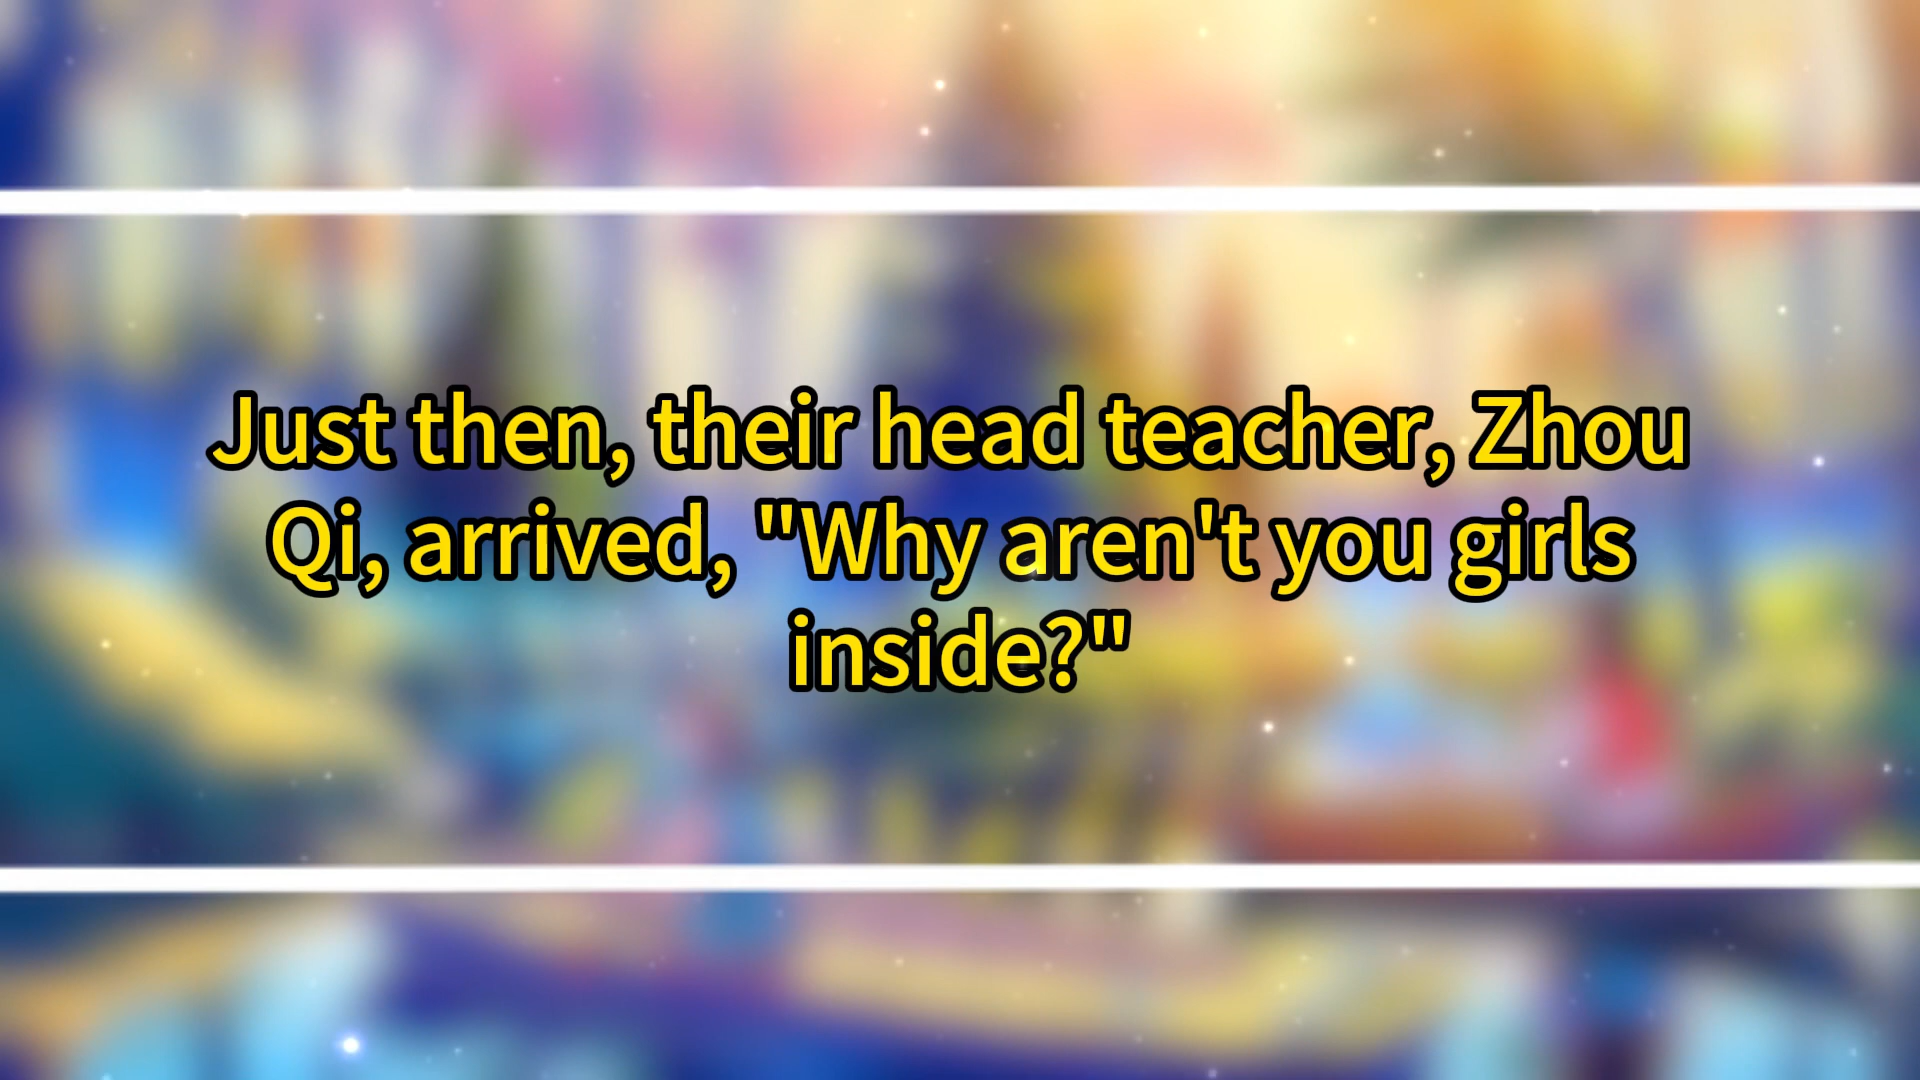 Just then, their head teacher, Zhou
Qi, arrived, "Why aren't you girls
inside?"